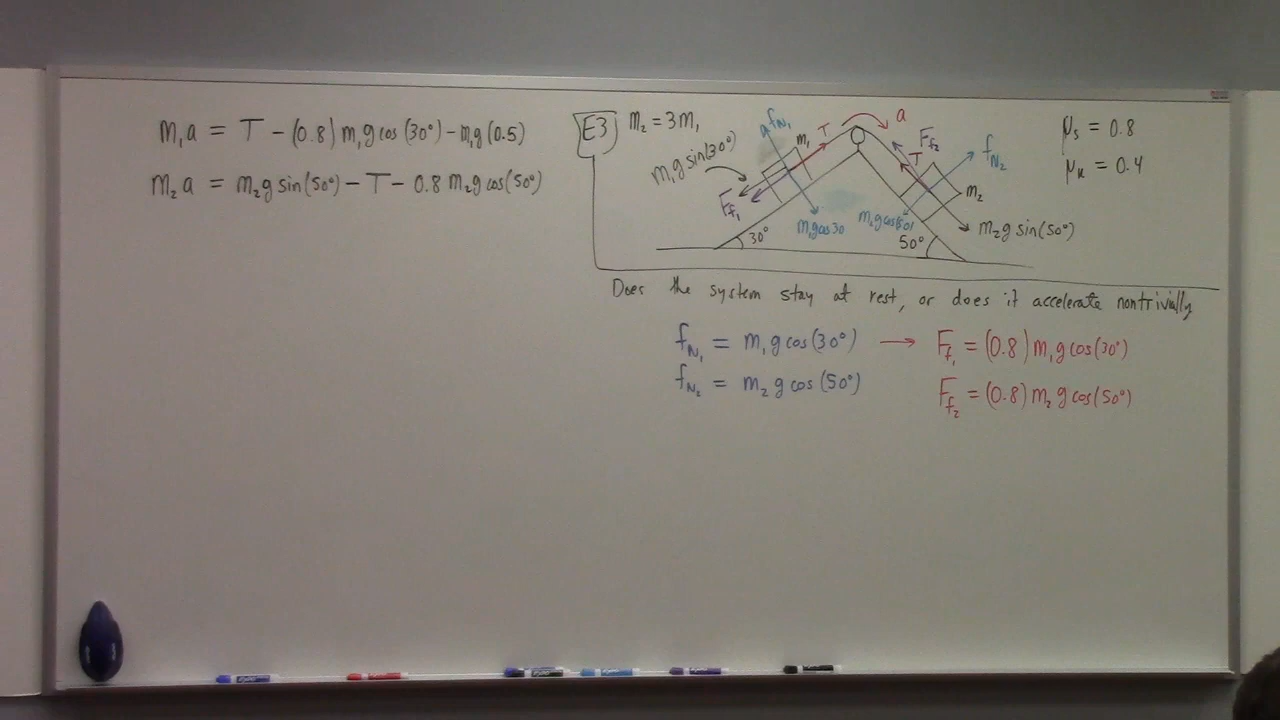 m₁a = T − (0.8) m₁g cos(30°) − m₁g(0.5)
m₂a = m₂g sin(50°) − T − 0.8 m₂g cos(50°)
E3 m₂ = 3m₁
m₁g sin(30°)
f_N₁
m₁
T
a
F_f₂
T
f_N₂
m₂
F_f₁
m₁g cos 30
30°
50°
m₂g sin(50°)
μₛ = 0.8
μₖ = 0.4
Does the system stay at rest, or does it accelerate nontrivially
f_N₁ = m₁g cos(30°) → F_f₁ = (0.8) m₁g cos(30°)
f_N₂ = m₂g cos(50°)
F_f₂ = (0.8) m₂g cos(50°)